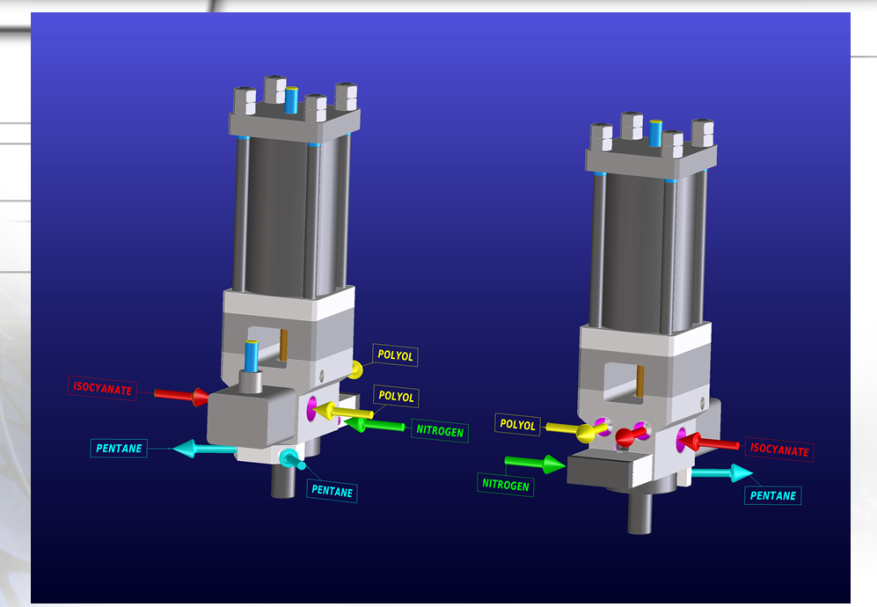 POLYOL
ISOCYANATE
POLYOL
NITROGEN
PENTANE
PENTANE
POLYOL
ISOCYANATE
NITROGEN
PENTANE